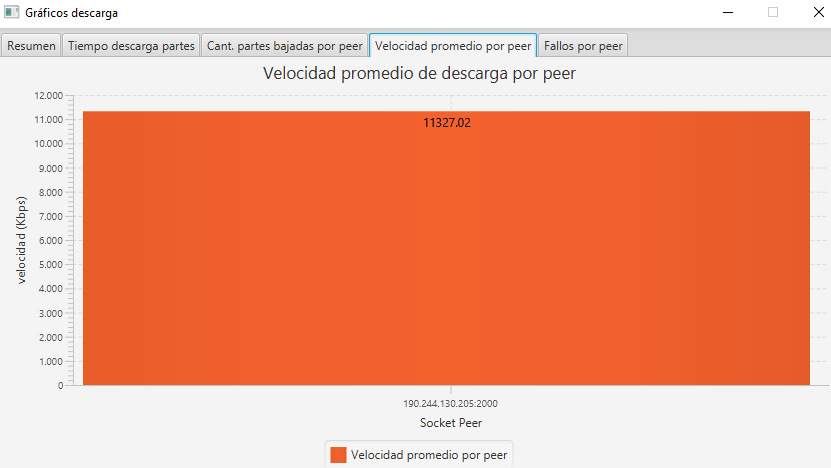 Gráficos descarga
Resumen Tiempo descarga partes Cant. partes bajadas por peer Velocidad promedio por peer Fallos por peer
Velocidad promedio de descarga por peer
12.000
11.000
10.000
9.000
8.000
7.000
6.000
5.000
4.000
3.000
2.000
1.000
0
velocidad (Kbps)
11327.02
190.244.130.205:2000
Socket Peer
Velocidad promedio por peer